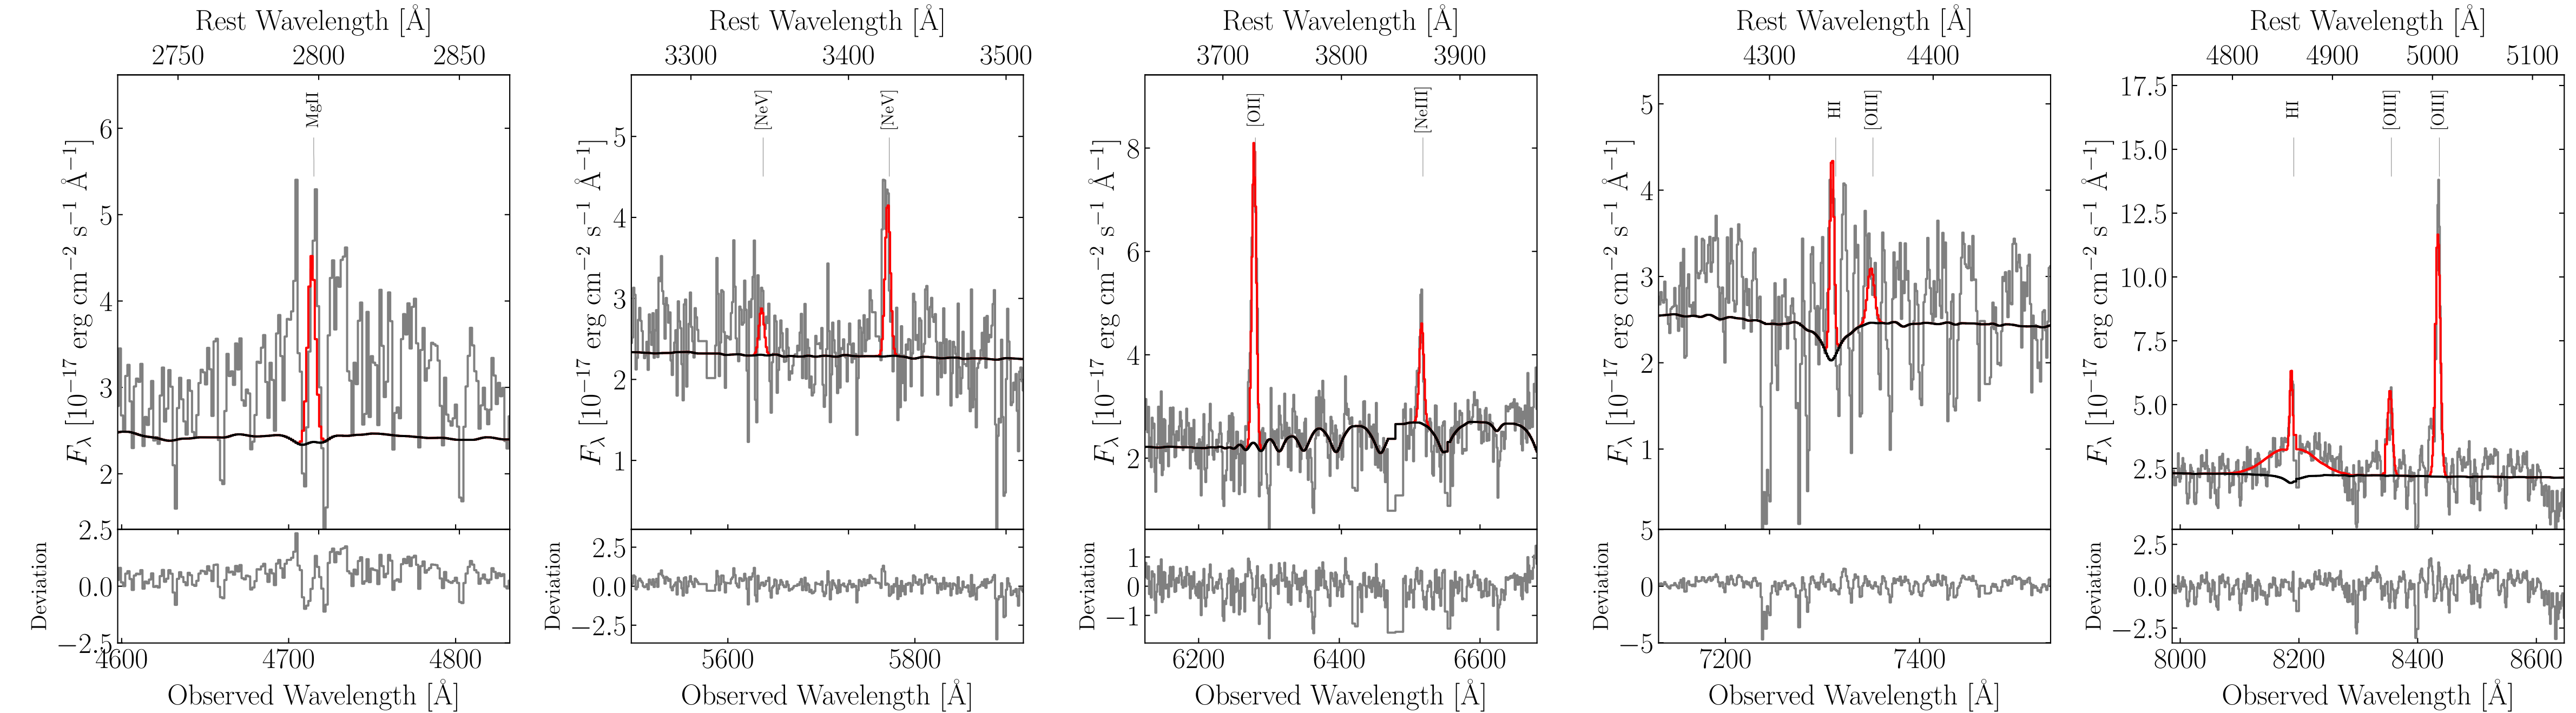 Rest Wavelength [Å]
2750 2800 2850
MgII
6
5
4
3
2
F_λ [10⁻¹⁷ erg cm⁻² s⁻¹ Å⁻¹]
2.5
0.0
−2.5
Deviation
4600 4700 4800
Observed Wavelength [Å]
Rest Wavelength [Å]
3300 3400 3500
[NeV] [NeV]
5
4
3
2
1
F_λ [10⁻¹⁷ erg cm⁻² s⁻¹ Å⁻¹]
2.5
0.0
−2.5
Deviation
5600 5800
Observed Wavelength [Å]
Rest Wavelength [Å]
3700 3800 3900
[OII] [NeIII]
8
6
4
2
F_λ [10⁻¹⁷ erg cm⁻² s⁻¹ Å⁻¹]
1
0
−1
Deviation
6200 6400 6600
Observed Wavelength [Å]
Rest Wavelength [Å]
4300 4400
HI [OIII]
5
4
3
2
1
F_λ [10⁻¹⁷ erg cm⁻² s⁻¹ Å⁻¹]
5
0
−5
Deviation
7200 7400
Observed Wavelength [Å]
Rest Wavelength [Å]
4800 4900 5000 5100
HI [OIII] [OIII]
17.5
15.0
12.5
10.0
7.5
5.0
2.5
F_λ [10⁻¹⁷ erg cm⁻² s⁻¹ Å⁻¹]
2.5
0.0
−2.5
Deviation
8000 8200 8400 8600
Observed Wavelength [Å]